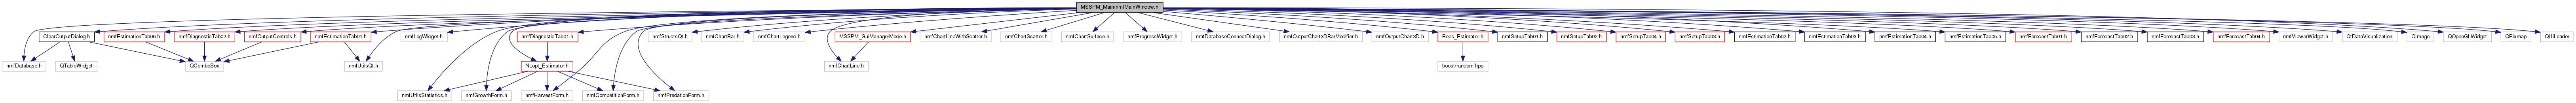 MSSPM_Main/nmfMainWindow.h
ClearOutputDialog.h
nmfEstimationTab06.h
nmfDiagnosticTab02.h
nmfOutputControls.h
nmfEstimationTab01.h
nmfLogWidget.h
nmfDiagnosticTab01.h
nmfStructsQt.h
nmfChartBar.h
nmfChartLegend.h
MSSPM_GuiManagerMode.h
nmfChartLineWithScatter.h
nmfChartScatter.h
nmfChartSurface.h
nmfProgressWidget.h
nmfDatabaseConnectDialog.h
nmfOutputChart3DBarModifier.h
nmfOutputChart3D.h
Bees_Estimator.h
nmfSetupTab01.h
nmfSetupTab02.h
nmfSetupTab04.h
nmfSetupTab03.h
nmfEstimationTab02.h
nmfEstimationTab03.h
nmfEstimationTab04.h
nmfEstimationTab05.h
nmfForecastTab01.h
nmfForecastTab02.h
nmfForecastTab03.h
nmfForecastTab04.h
nmfViewerWidget.h
QtDataVisualization
QImage
QOpenGLWidget
QPixmap
QUiLoader
nmfDatabase.h
QTableWidget
QComboBox
nmfUtilsQt.h
NLopt_Estimator.h
nmfChartLine.h
boost/random.hpp
nmfUtilsStatistics.h
nmfGrowthForm.h
nmfHarvestForm.h
nmfCompetitionForm.h
nmfPredationForm.h